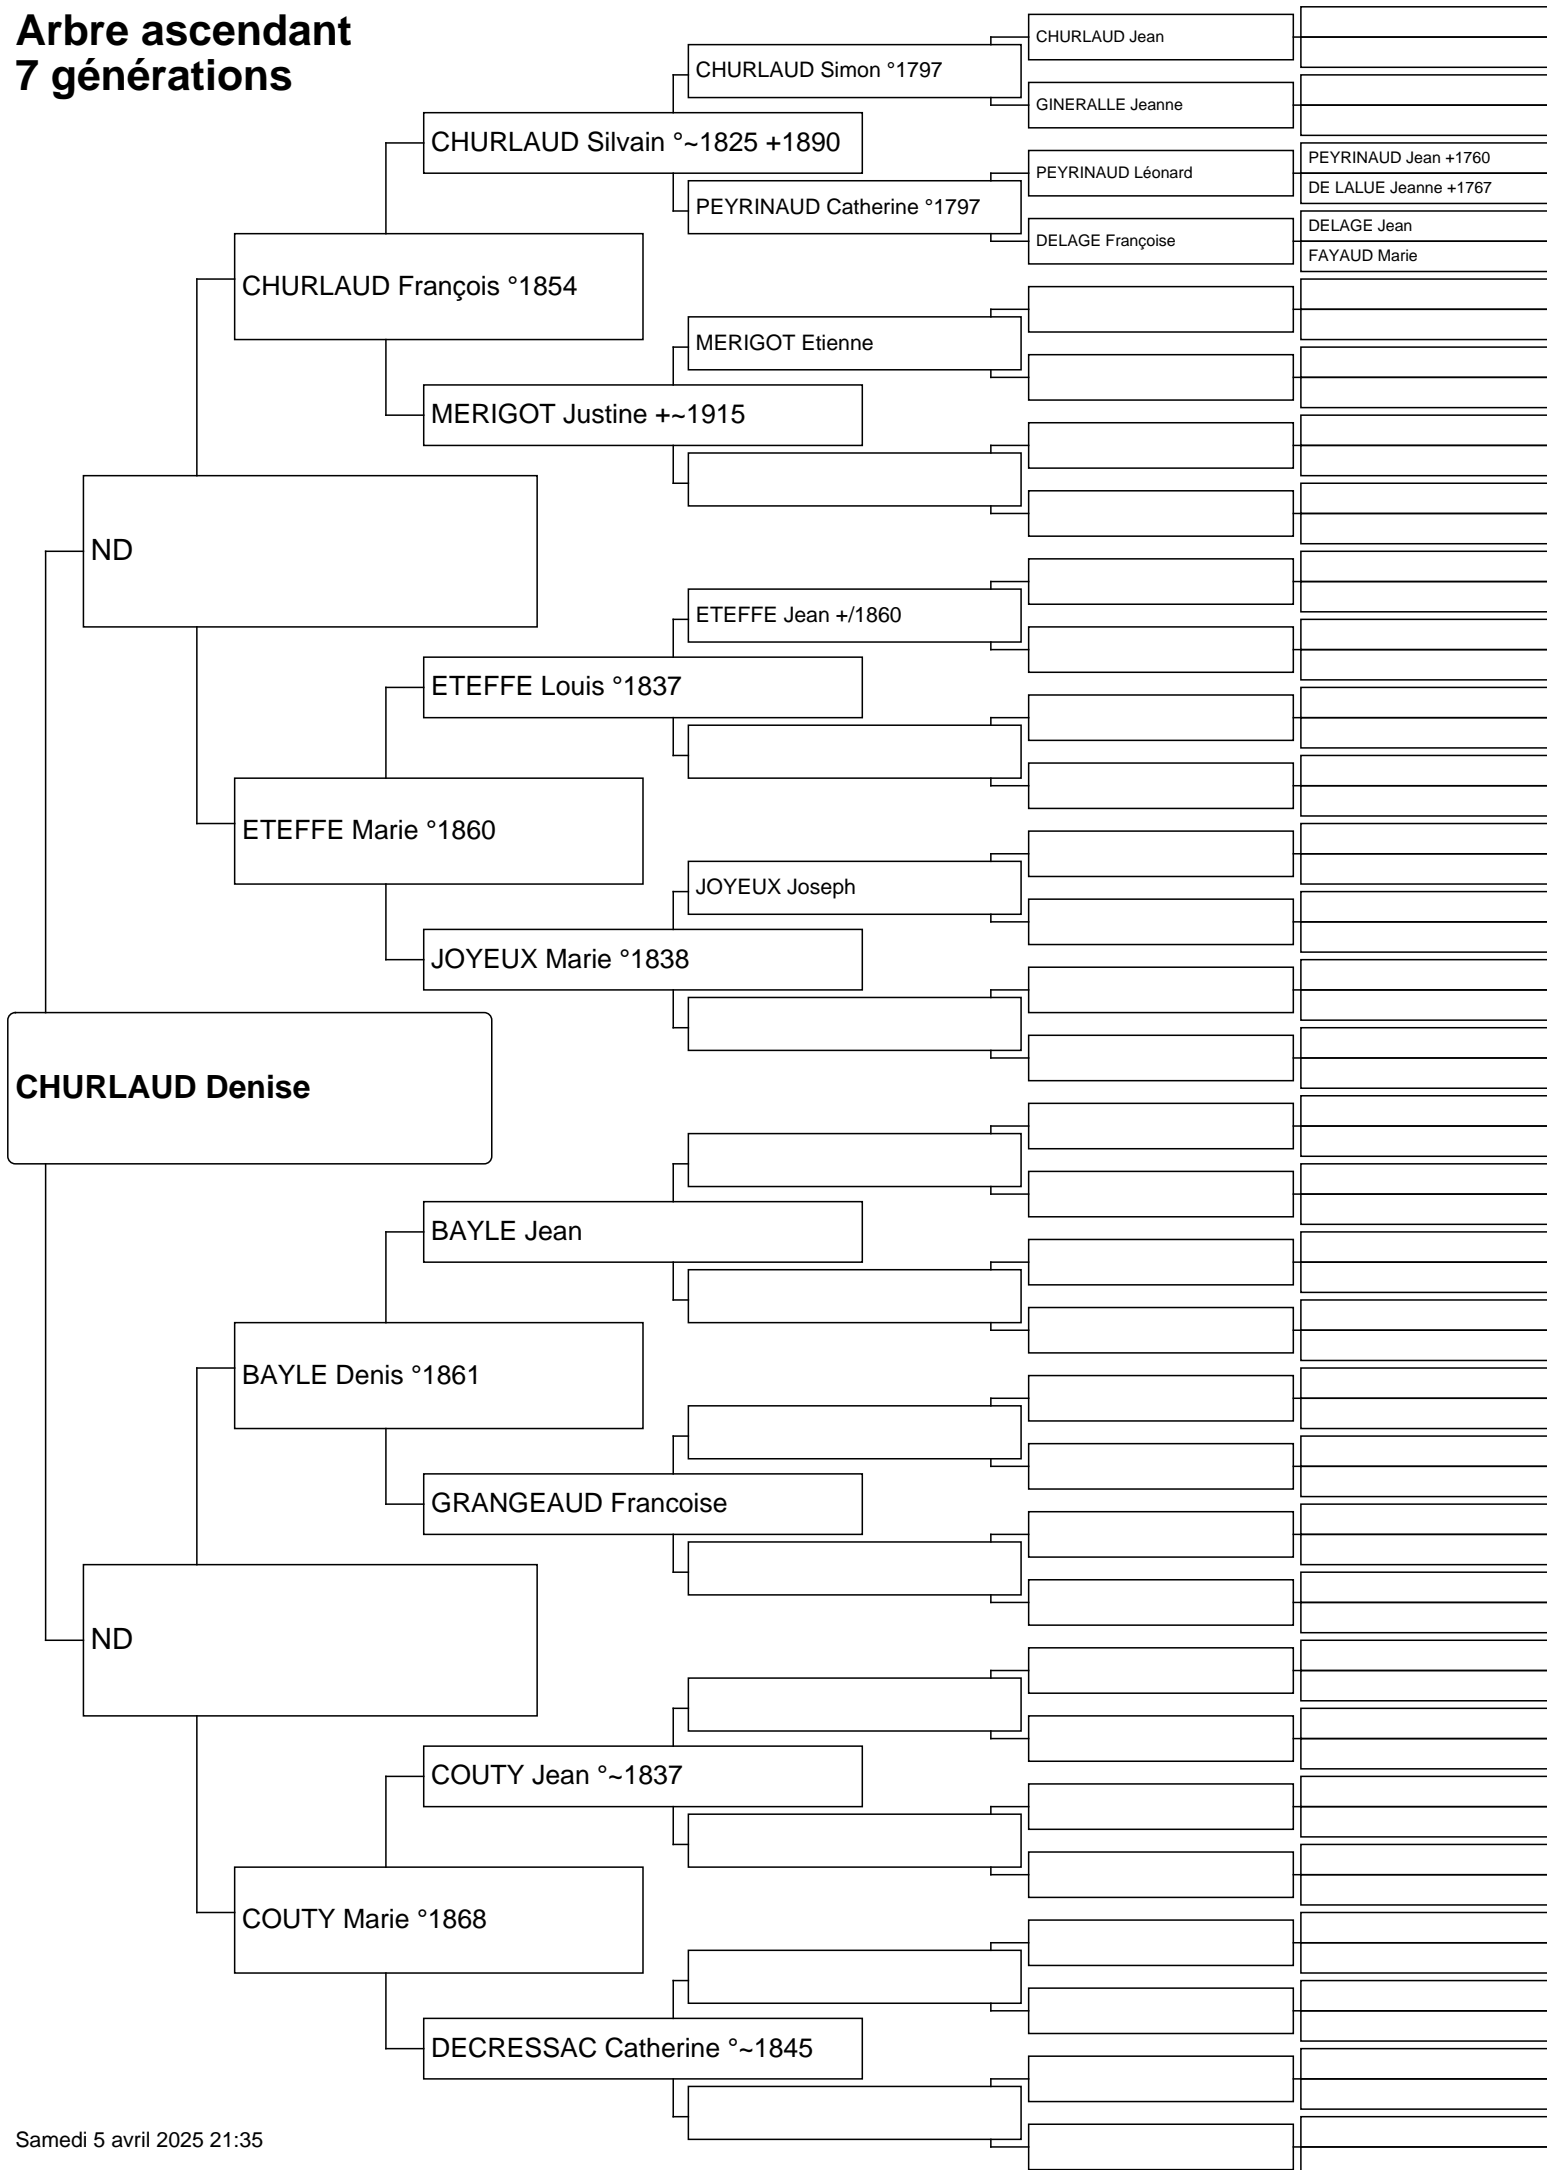 Arbre ascendant
7 générations
CHURLAUD Jean
CHURLAUD Simon °1797
GINERALLE Jeanne
CHURLAUD Silvain °~1825 +1890
PEYRINAUD Jean +1760
PEYRINAUD Léonard
DE LALUE Jeanne +1767
PEYRINAUD Catherine °1797
DELAGE Jean
DELAGE Françoise
FAYAUD Marie
CHURLAUD François °1854
MERIGOT Etienne
MERIGOT Justine +~1915
ND
ETEFFE Jean +/1860
ETEFFE Louis °1837
ETEFFE Marie °1860
JOYEUX Joseph
JOYEUX Marie °1838
CHURLAUD Denise
BAYLE Jean
BAYLE Denis °1861
GRANGEAUD Francoise
ND
COUTY Jean °~1837
COUTY Marie °1868
DECRESSAC Catherine °~1845
Samedi 5 avril 2025 21:35